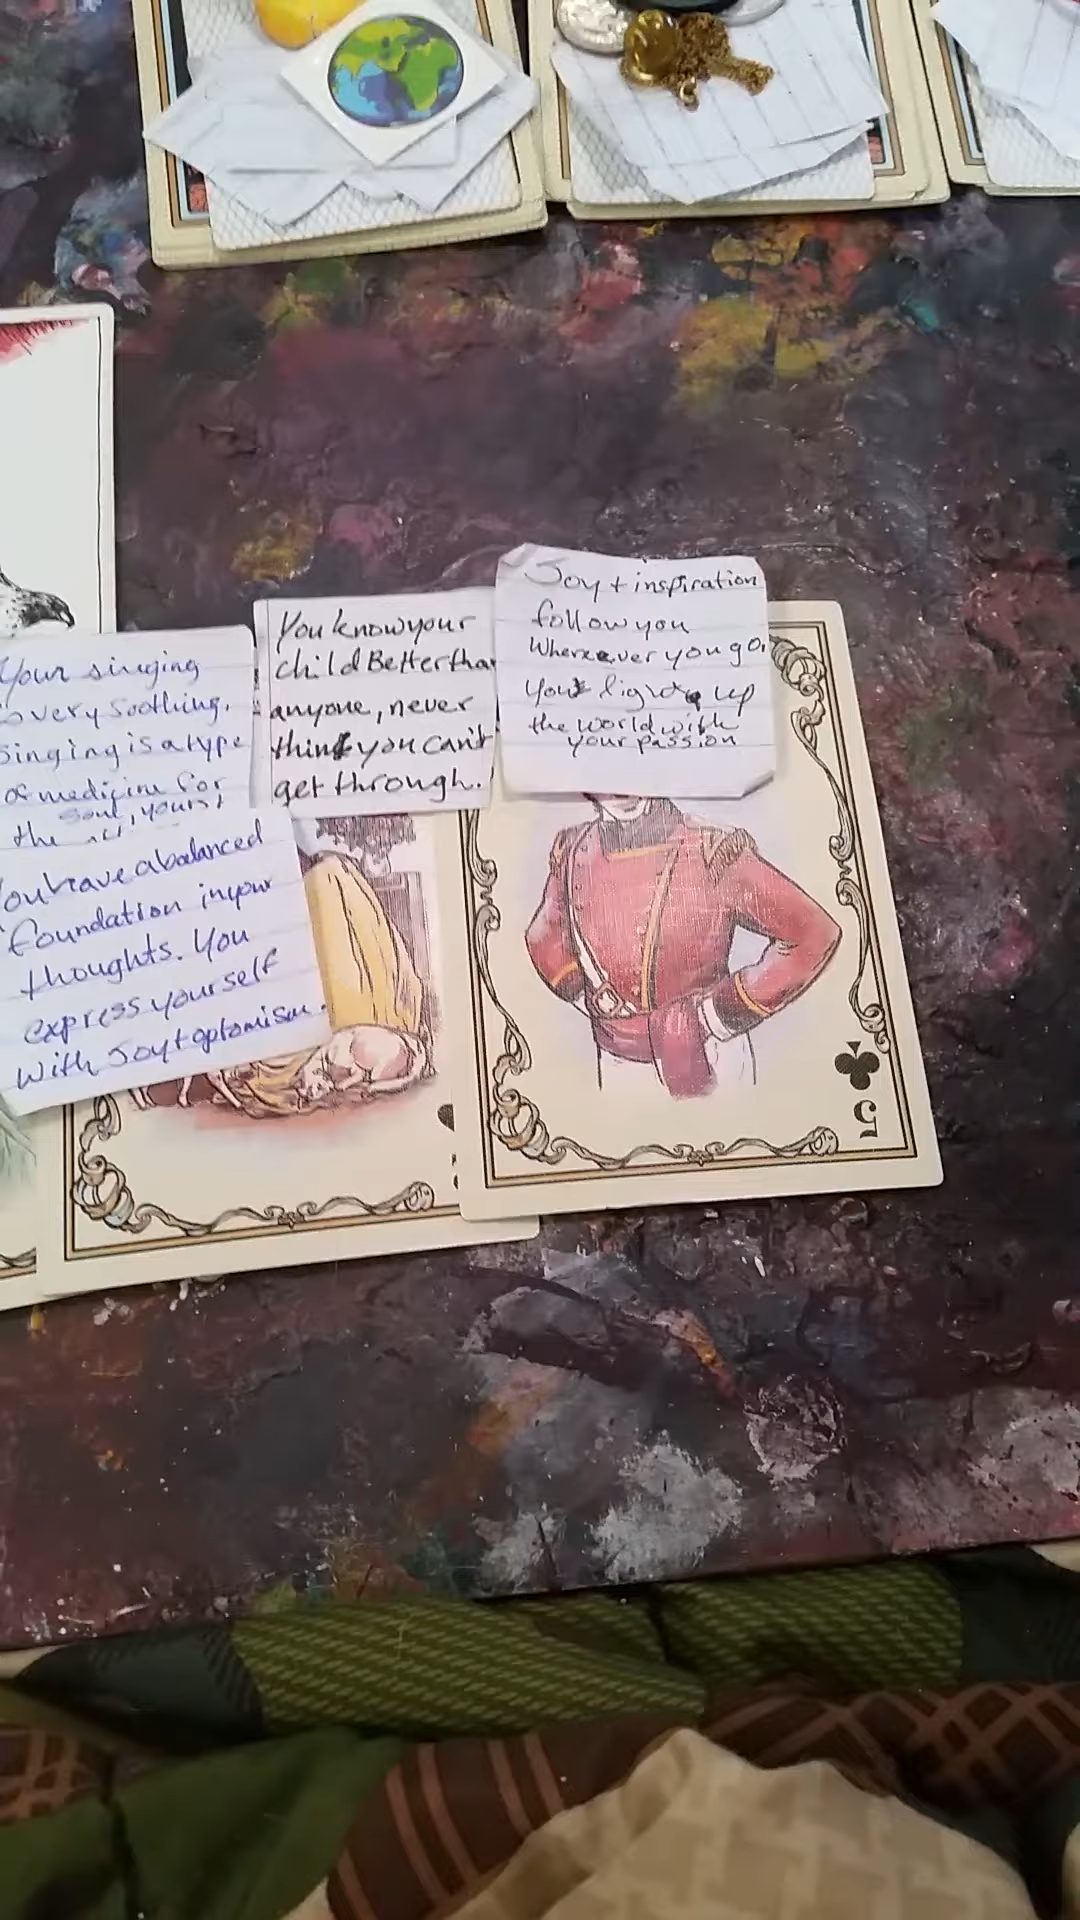 Your singing
is very soothing.
Singing is a type
of medicine for
the soul, yours!
You have a balanced
foundation in your
thoughts. You
express yourself
with Joy + optomism.
You know your
child Better than
anyone, never
think you can't
get through.
Joy + inspiration
follow you
Wherever you go.
You light up
the world with
your passion
5